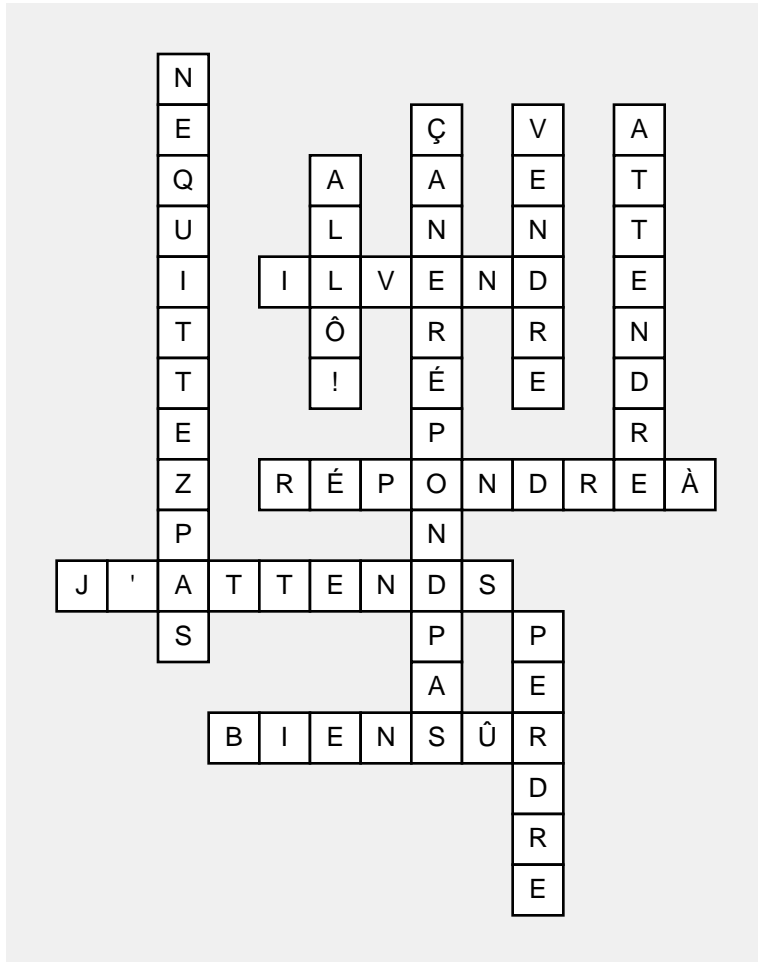 NEQUITTEZPAS
ÇANERÉPONDPAS
VENDRE
ATTENDRE
ALLÔ!
ILVEND
RÉPONDREÀ
J'ATTENDS
PERDRE
BIENSÛR